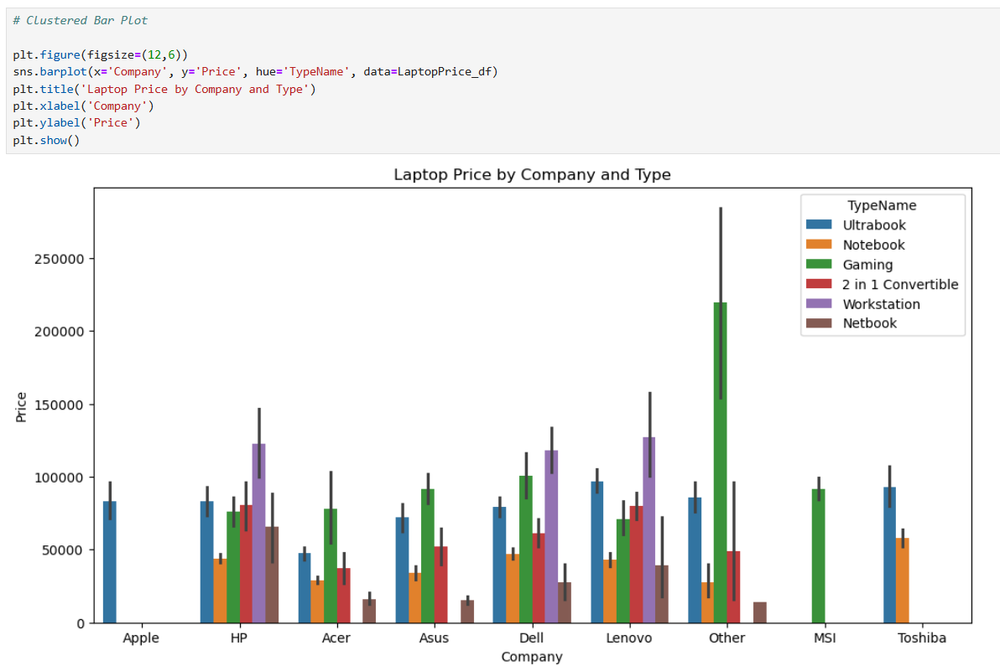 # Clustered Bar Plot
plt.figure(figsize=(12,6))
sns.barplot(x='Company', y='Price', hue='TypeName', data=LaptopPrice_df)
plt.title('Laptop Price by Company and Type')
plt.xlabel('Company')
plt.ylabel('Price')
plt.show()
Laptop Price by Company and Type
TypeName
Ultrabook
Notebook
Gaming
2 in 1 Convertible
Workstation
Netbook
250000
200000
150000
100000
50000
0
Price
Apple HP Acer Asus Dell Lenovo Other MSI Toshiba
Company